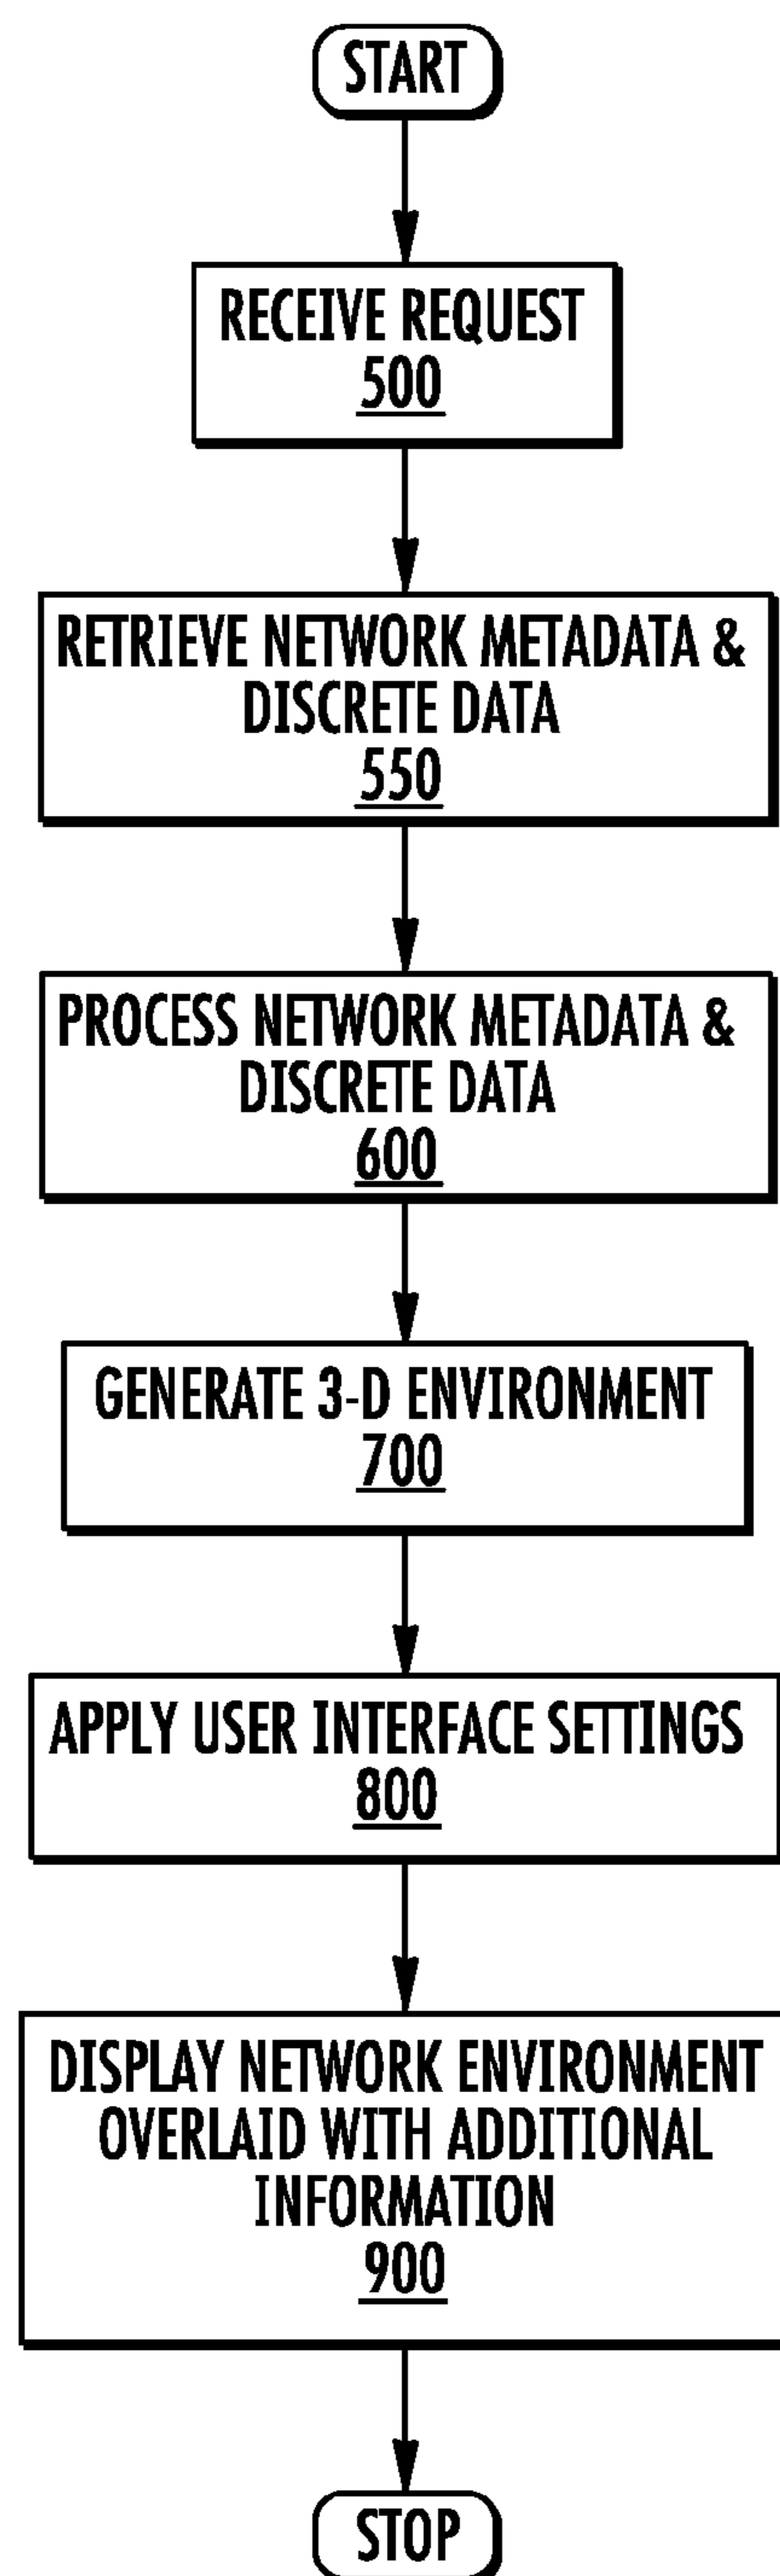 START
RECEIVE REQUEST
500
RETRIEVE NETWORK METADATA &
DISCRETE DATA
550
PROCESS NETWORK METADATA &
DISCRETE DATA
600
GENERATE 3-D ENVIRONMENT
700
APPLY USER INTERFACE SETTINGS
800
DISPLAY NETWORK ENVIRONMENT
OVERLAID WITH ADDITIONAL
INFORMATION
900
STOP